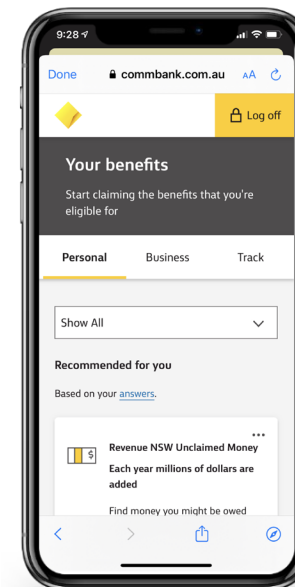 9:28
Done commbank.com.au AA
Log off
Your benefits
Start claiming the benefits that you're
eligible for
Personal Business Track
Show All
Recommended for you
Based on your answers.
$ Revenue NSW Unclaimed Money
Each year millions of dollars are
added
Find money you might be owed